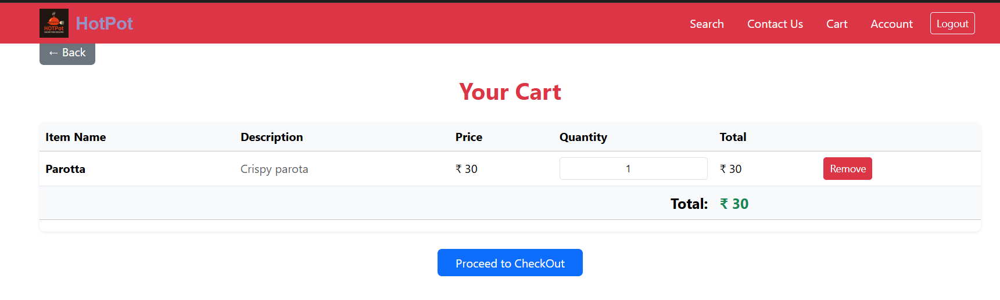 HOTPot
HotPot
Search Contact Us Cart Account Logout
← Back
Your Cart
Item Name Description Price Quantity Total
Parotta Crispy parota ₹ 30 1 ₹ 30 Remove
Total: ₹ 30
Proceed to CheckOut